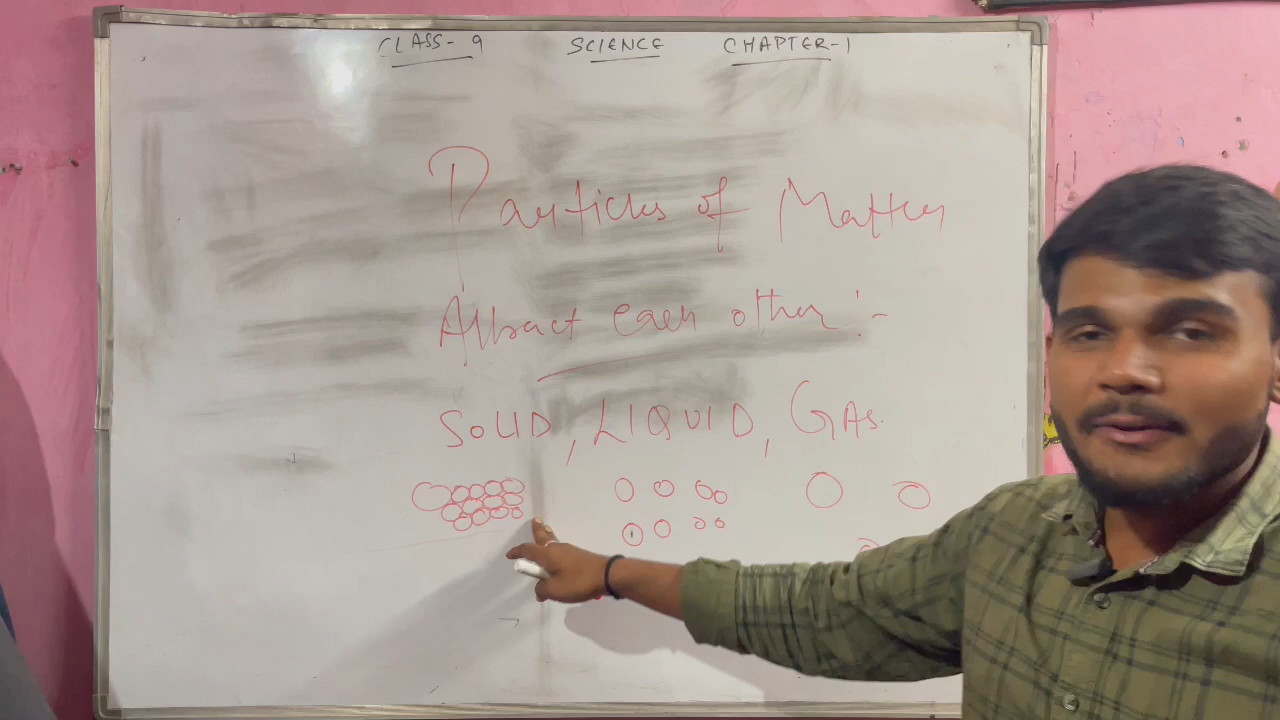 CLASS-9 SCIENCE CHAPTER-1
Particles of Matter
Attract each other :-
SOLID, LIQUID, GAS.